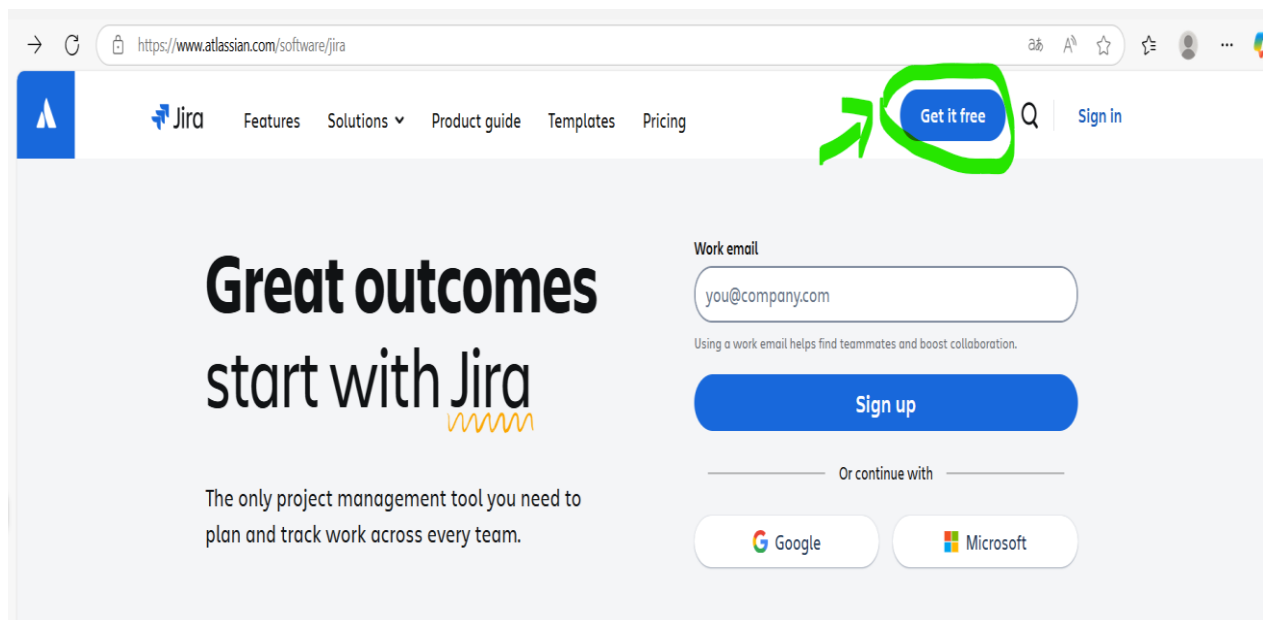 https://www.atlassian.com/software/jira
aあ A
Jira Features Solutions Product guide Templates Pricing Get it free Sign in
Work email
Great outcomes
you@company.com
Using a work email helps find teammates and boost collaboration.
start with Jira
Sign up
Or continue with
The only project management tool you need to
plan and track work across every team.
Google Microsoft